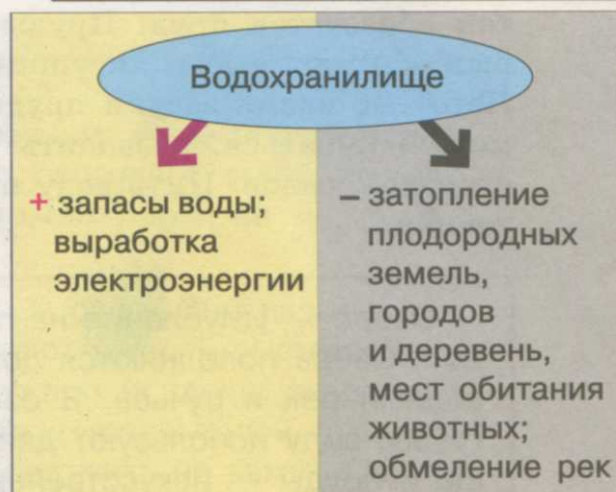 Водохранилище
+ запасы воды;
выработка
электроэнергии
– затопление
плодородных
земель,
городов
и деревень,
мест обитания
животных;
обмеление рек